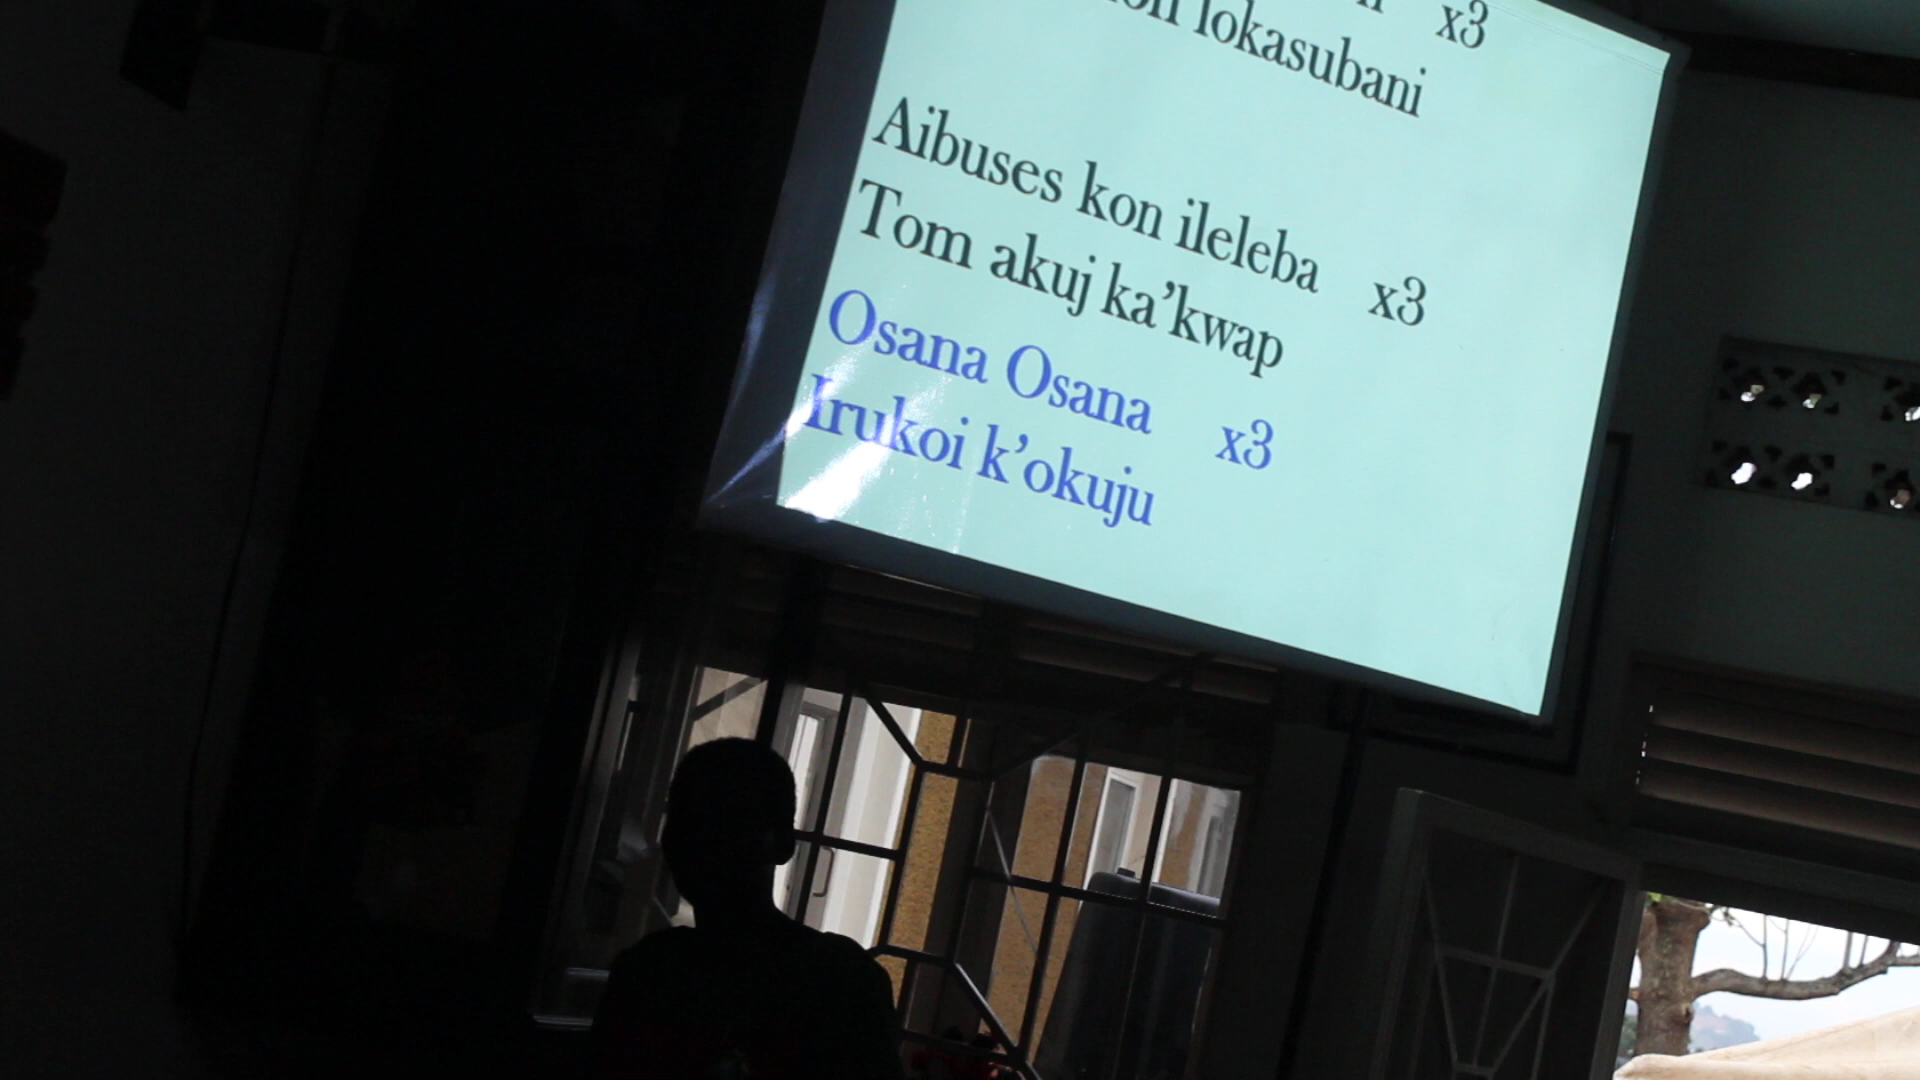 x3
lokasubani
Aibuses kon ileleba x3
Tom akuj ka’kwap
Osana Osana x3
Irukoi k’okuju